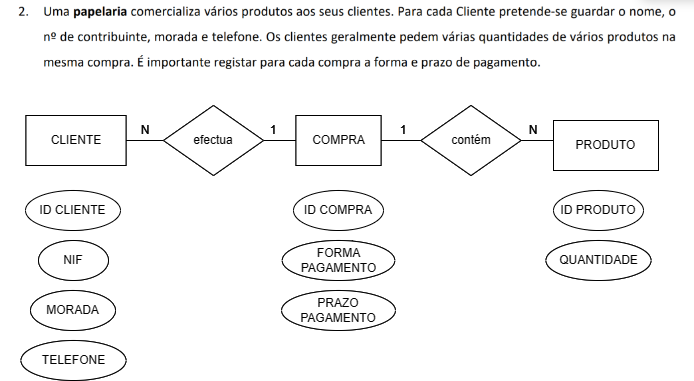 2. Uma papelaria comercializa vários produtos aos seus clientes. Para cada Cliente pretende-se guardar o nome, o
nº de contribuinte, morada e telefone. Os clientes geralmente pedem várias quantidades de vários produtos na
mesma compra. É importante registar para cada compra a forma e prazo de pagamento.
CLIENTE
N
efectua
1
COMPRA
1
contém
N
PRODUTO
ID CLIENTE
ID COMPRA
ID PRODUTO
NIF
FORMA
PAGAMENTO
QUANTIDADE
MORADA
PRAZO
PAGAMENTO
TELEFONE